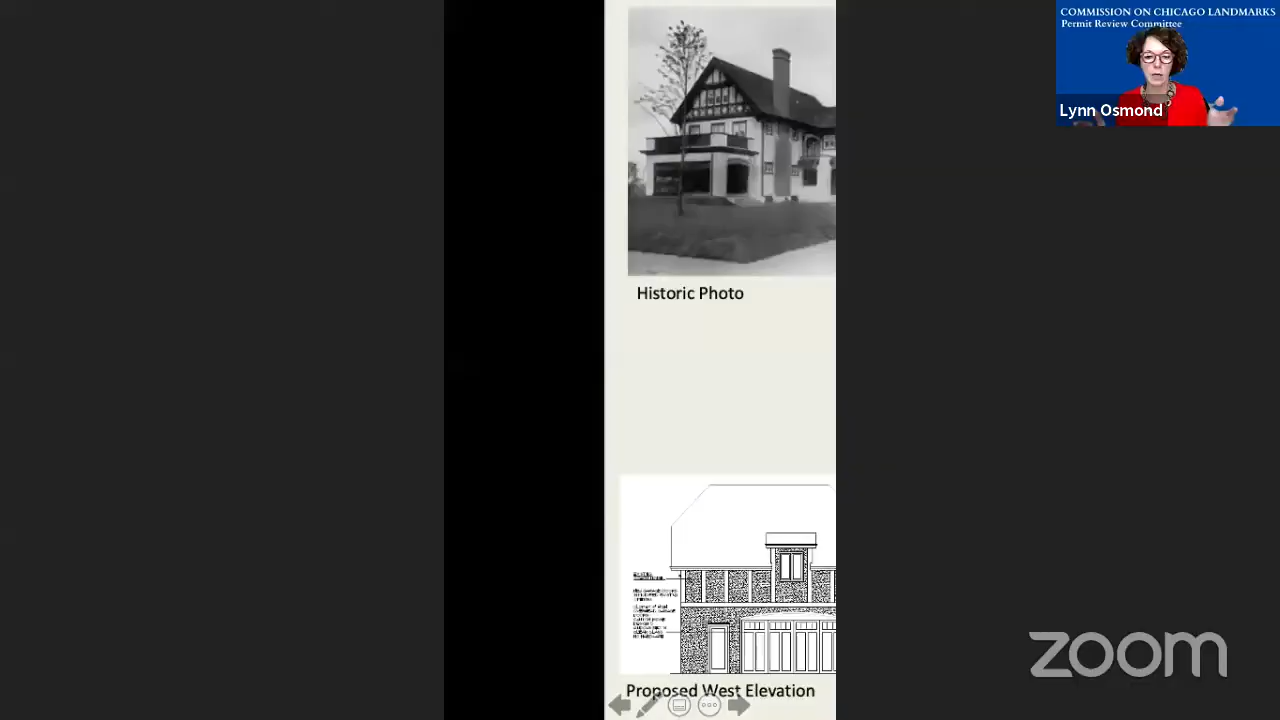 COMMISSION ON CHICAGO LANDMARKS
Permit Review Committee
Lynn Osmond
Historic Photo
Proposed West Elevation
zoom